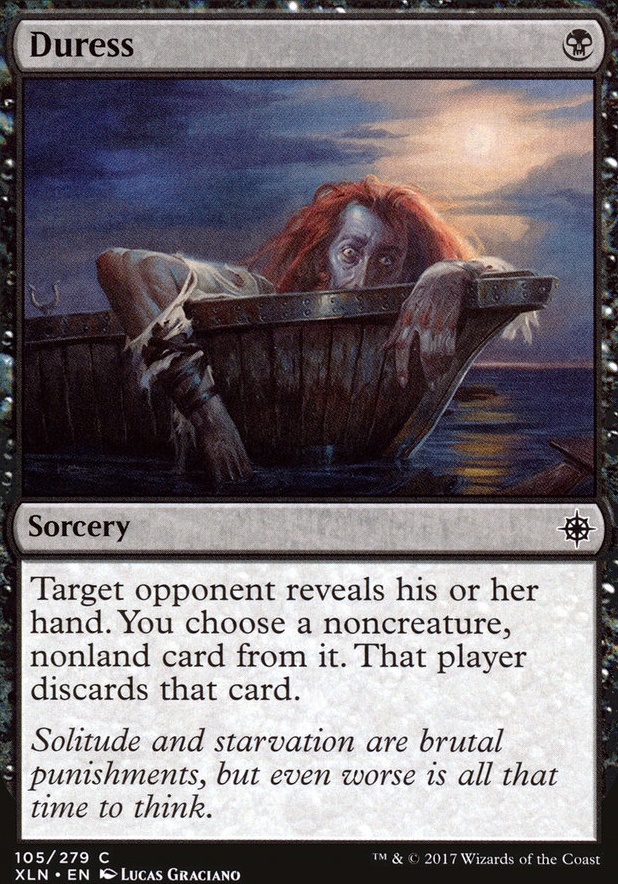 Duress
Sorcery
Target opponent reveals his or her
hand. You choose a noncreature,
nonland card from it. That player
discards that card.
Solitude and starvation are brutal
punishments, but even worse is all that
time to think.
105/279 C
XLN • EN Lucas Graciano
™ & © 2017 Wizards of the Coast